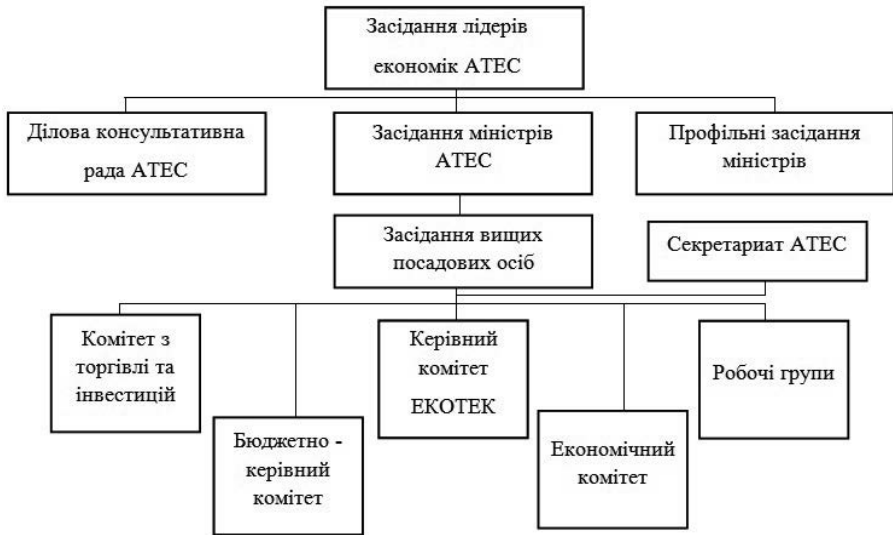 Засідання лідерів
економік АТЕС
Ділова консультативна
рада АТЕС
Засідання міністрів
АТЕС
Профільні засідання
міністрів
Засідання вищих
посадових осіб
Секретариат АТЕС
Комітет з
торгівлі та
інвестицій
Бюджетно -
керівний
комітет
Керівний
комітет
ЕКОТЕК
Економічний
комітет
Робочі групи